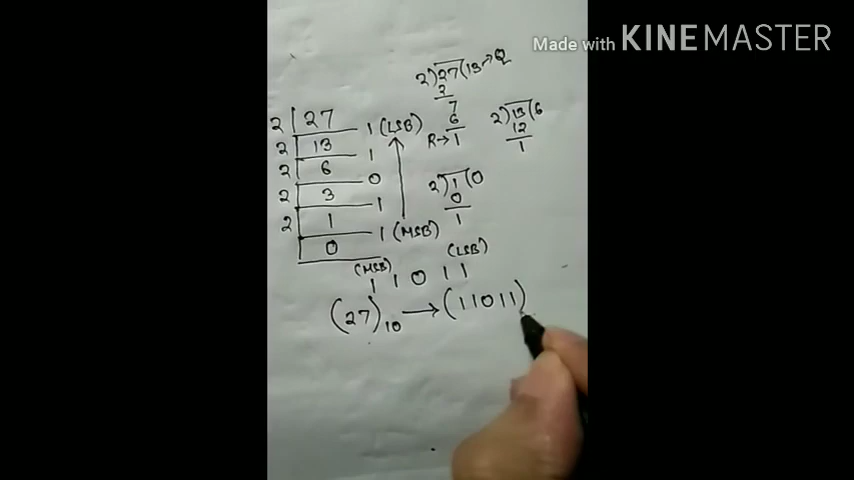 Made with KINEMASTER
2)27(13→Q
2
7
6
R→1
2)13(6
12
1
2 27
2 13 1 (LSB)
2 6 1
2 3 0
2 1 1
0 1 (MSB)
2)1(0
0
1
(MSB) (LSB)
1 1 0 1 1
(27)10 → (11011)